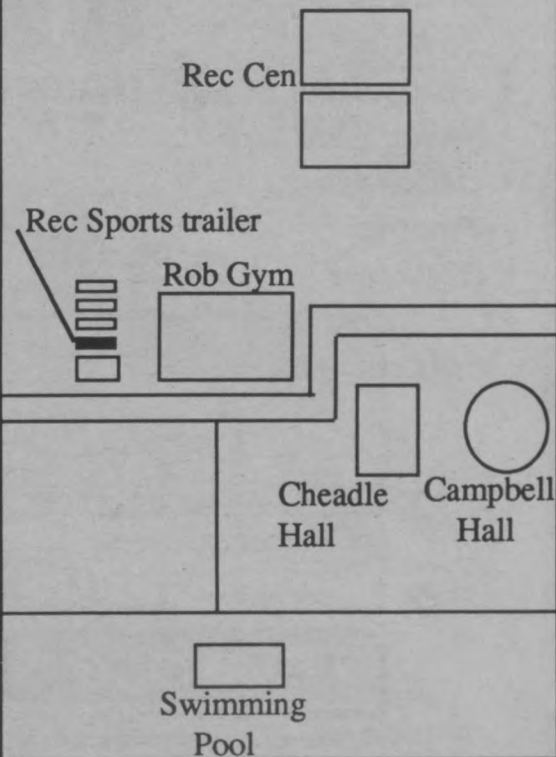 Rec Cen
Rec Sports trailer
Rob Gym
Cheadle
Hall
Campbell
Hall
Swimming
Pool